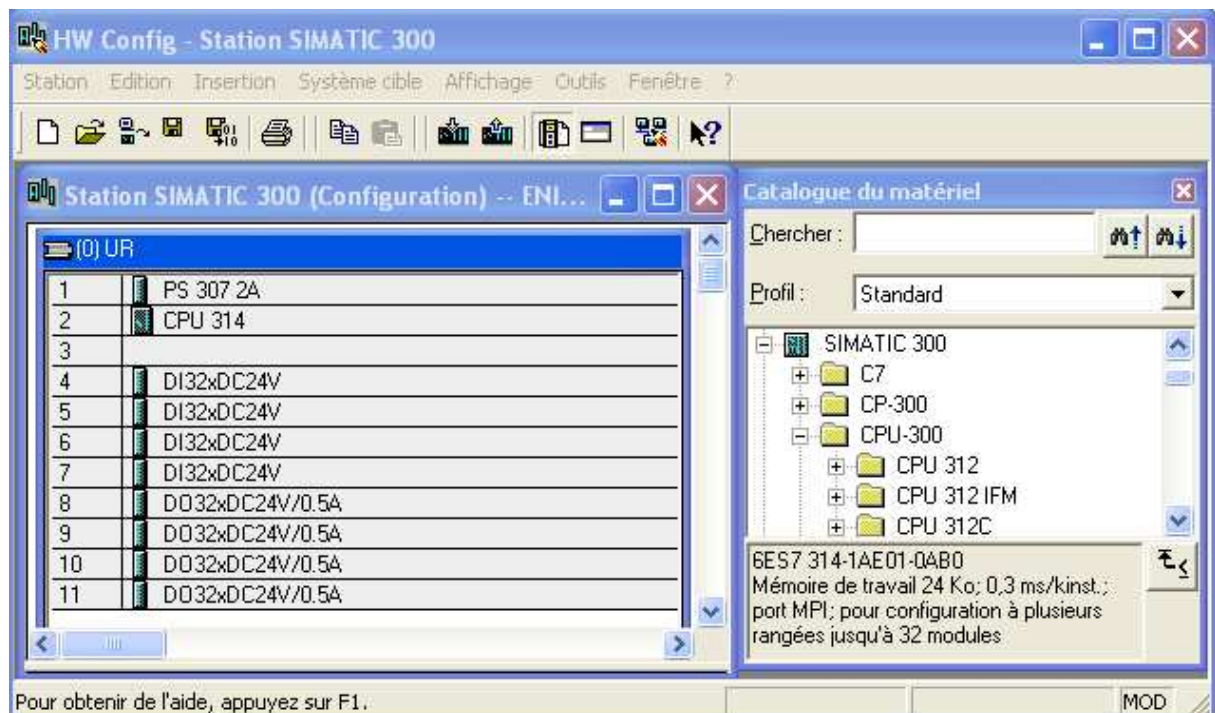 HW Config - Station SIMATIC 300
Station Edition Insertion Système cible Affichage Outils Fenêtre ?
Station SIMATIC 300 (Configuration) -- ENI...
(0) UR
1 PS 307 2A
2 CPU 314
3
4 DI32xDC24V
5 DI32xDC24V
6 DI32xDC24V
7 DI32xDC24V
8 DO32xDC24V/0.5A
9 DO32xDC24V/0.5A
10 DO32xDC24V/0.5A
11 DO32xDC24V/0.5A
Catalogue du matériel
Chercher :
Profil : Standard
SIMATIC 300
C7
CP-300
CPU-300
CPU 312
CPU 312 IFM
CPU 312C
6ES7 314-1AE01-0AB0
Mémoire de travail 24 Ko; 0,3 ms/kinst.;
port MPI; pour configuration à plusieurs
rangées jusqu'à 32 modules
Pour obtenir de l'aide, appuyez sur F1.
MOD